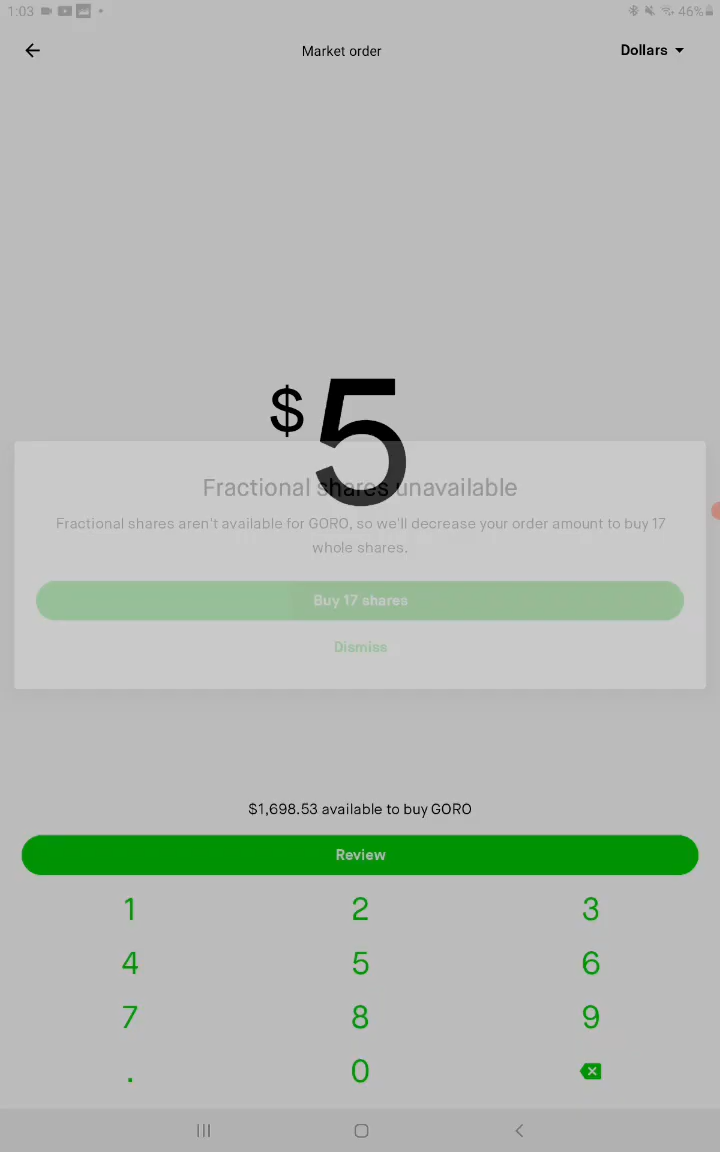 1:03 46%
Market order Dollars
$5
Fractional shares unavailable
Fractional shares aren't available for GORO, so we'll decrease your order amount to buy 17
whole shares.
Buy 17 shares
Dismiss
$1,698.53 available to buy GORO
Review
1 2 3
4 5 6
7 8 9
. 0